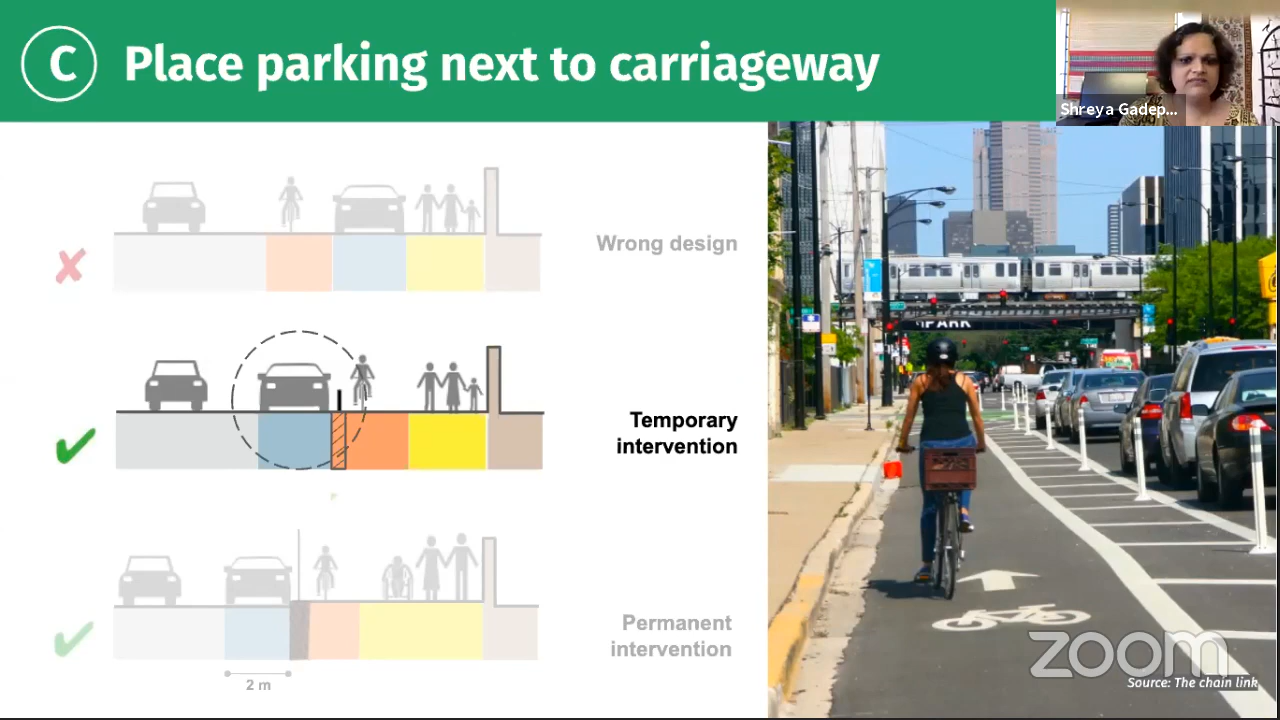 C Place parking next to carriageway
Shreya Gadep...
Wrong design
Temporary
intervention
Permanent
intervention
2 m
PARK
zoom
Source: The chain link